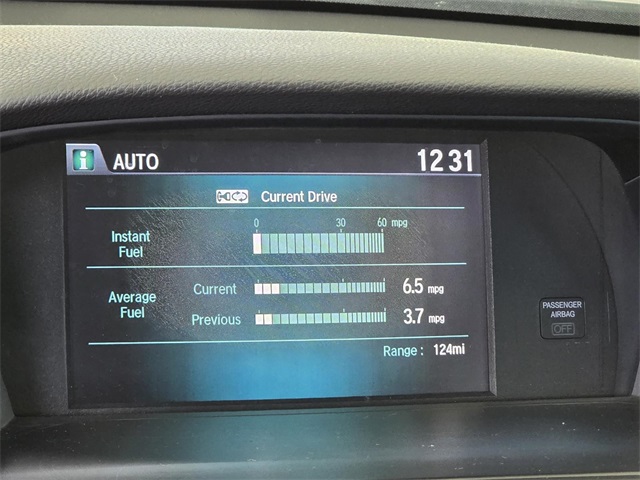 i AUTO 12 31
Current Drive
0 30 60 mpg
Instant
Fuel
Average
Fuel
Current 6.5 mpg
Previous 3.7 mpg
Range : 124mi
PASSENGER
AIRBAG
OFF